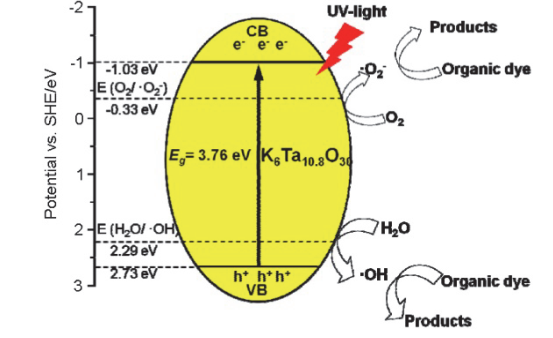 -2
-1
0
1
2
3
Potential vs. SHE/eV
UV-light
CB
e⁻ e⁻ e⁻
-1.03 eV
E (O₂/ ·O₂⁻)
-0.33 eV
E_g= 3.76 eV
K₆Ta₁₀.₈O₃₀
E (H₂O/ ·OH)
2.29 eV
2.73 eV
h⁺ h⁺ h⁺
VB
Products
·O₂⁻
Organic dye
O₂
H₂O
·OH
Organic dye
Products